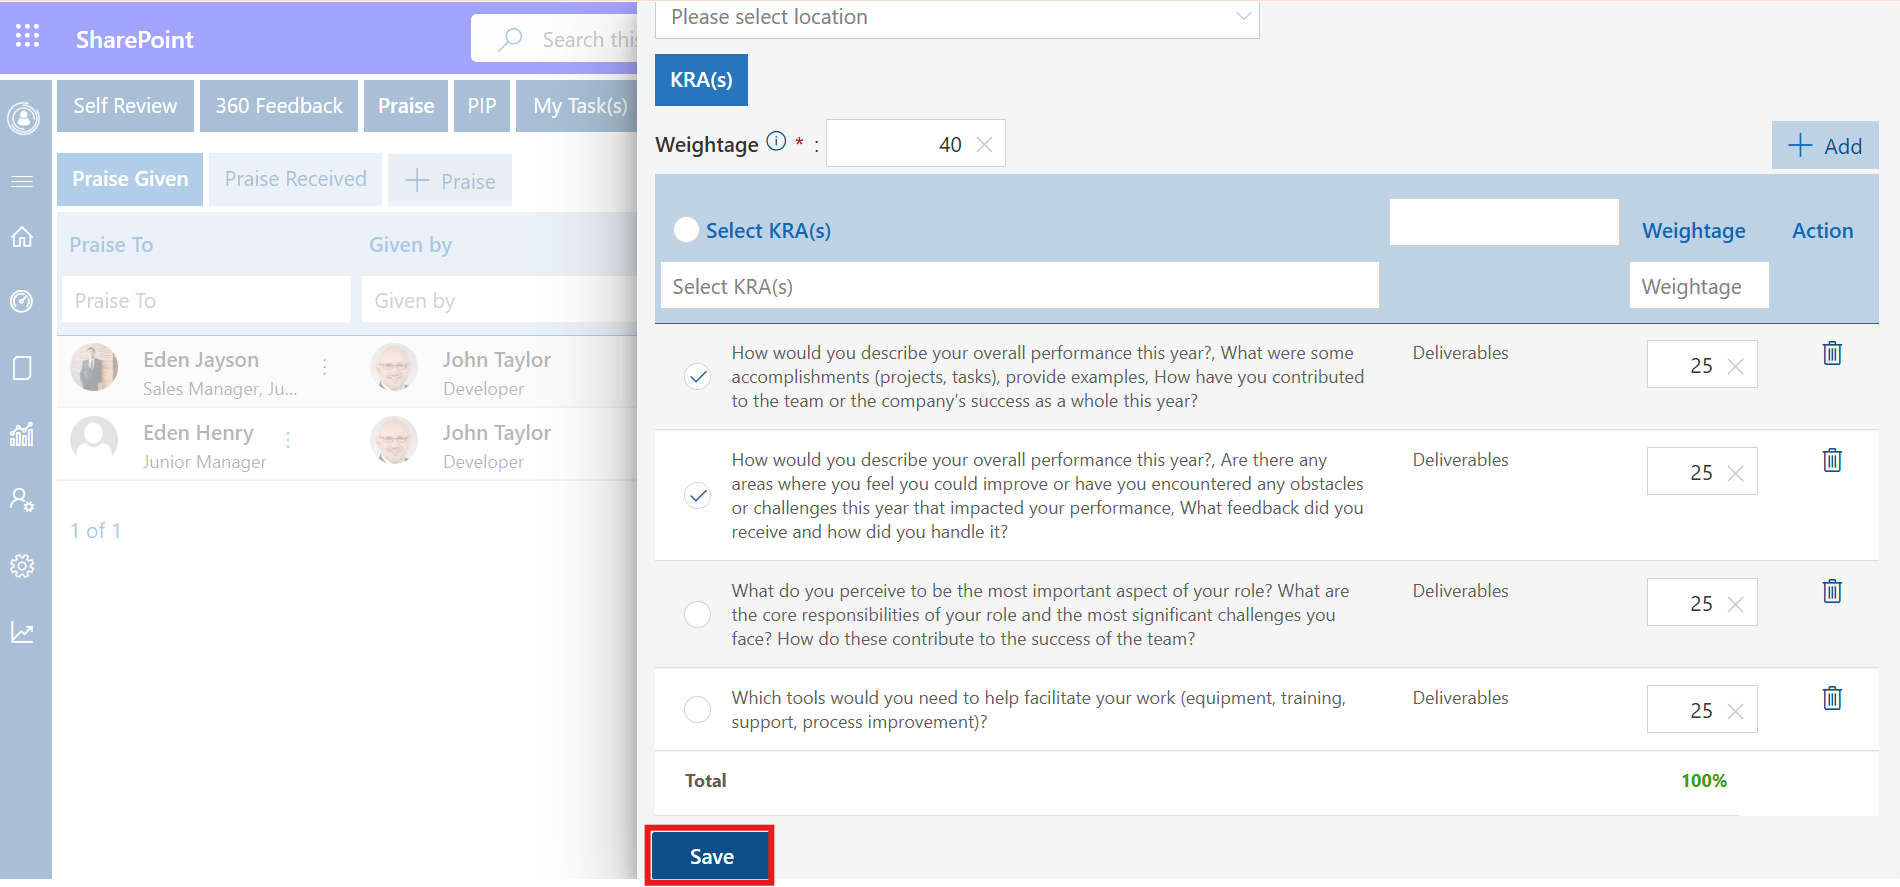 SharePoint
Search this
Self Review
360 Feedback
Praise
PIP
My Task(s)
Praise Given
Praise Received
+ Praise
Praise To
Given by
Praise To
Given by
Eden Jayson
Sales Manager, Ju...
John Taylor
Developer
Eden Henry
Junior Manager
John Taylor
Developer
1 of 1
Please select location
KRA(s)
Weightage * :
40
+ Add
Select KRA(s)
Weightage
Action
Select KRA(s)
Weightage
How would you describe your overall performance this year?, What were some
accomplishments (projects, tasks), provide examples, How have you contributed
to the team or the company’s success as a whole this year?
Deliverables
25
How would you describe your overall performance this year?, Are there any
areas where you feel you could improve or have you encountered any obstacles
or challenges this year that impacted your performance, What feedback did you
receive and how did you handle it?
Deliverables
25
What do you perceive to be the most important aspect of your role? What are
the core responsibilities of your role and the most significant challenges you
face? How do these contribute to the success of the team?
Deliverables
25
Which tools would you need to help facilitate your work (equipment, training,
support, process improvement)?
Deliverables
25
Total
100%
Save